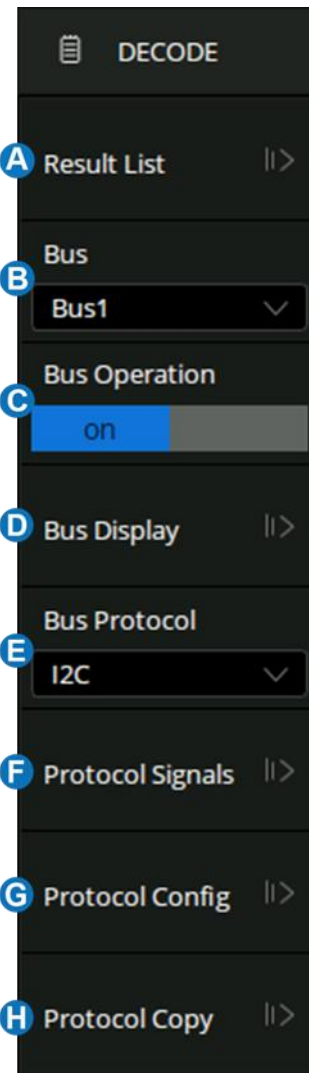 DECODE
A Result List
Bus
B
Bus1
Bus Operation
C
on
D Bus Display
Bus Protocol
E
I2C
F Protocol Signals
G Protocol Config
H Protocol Copy